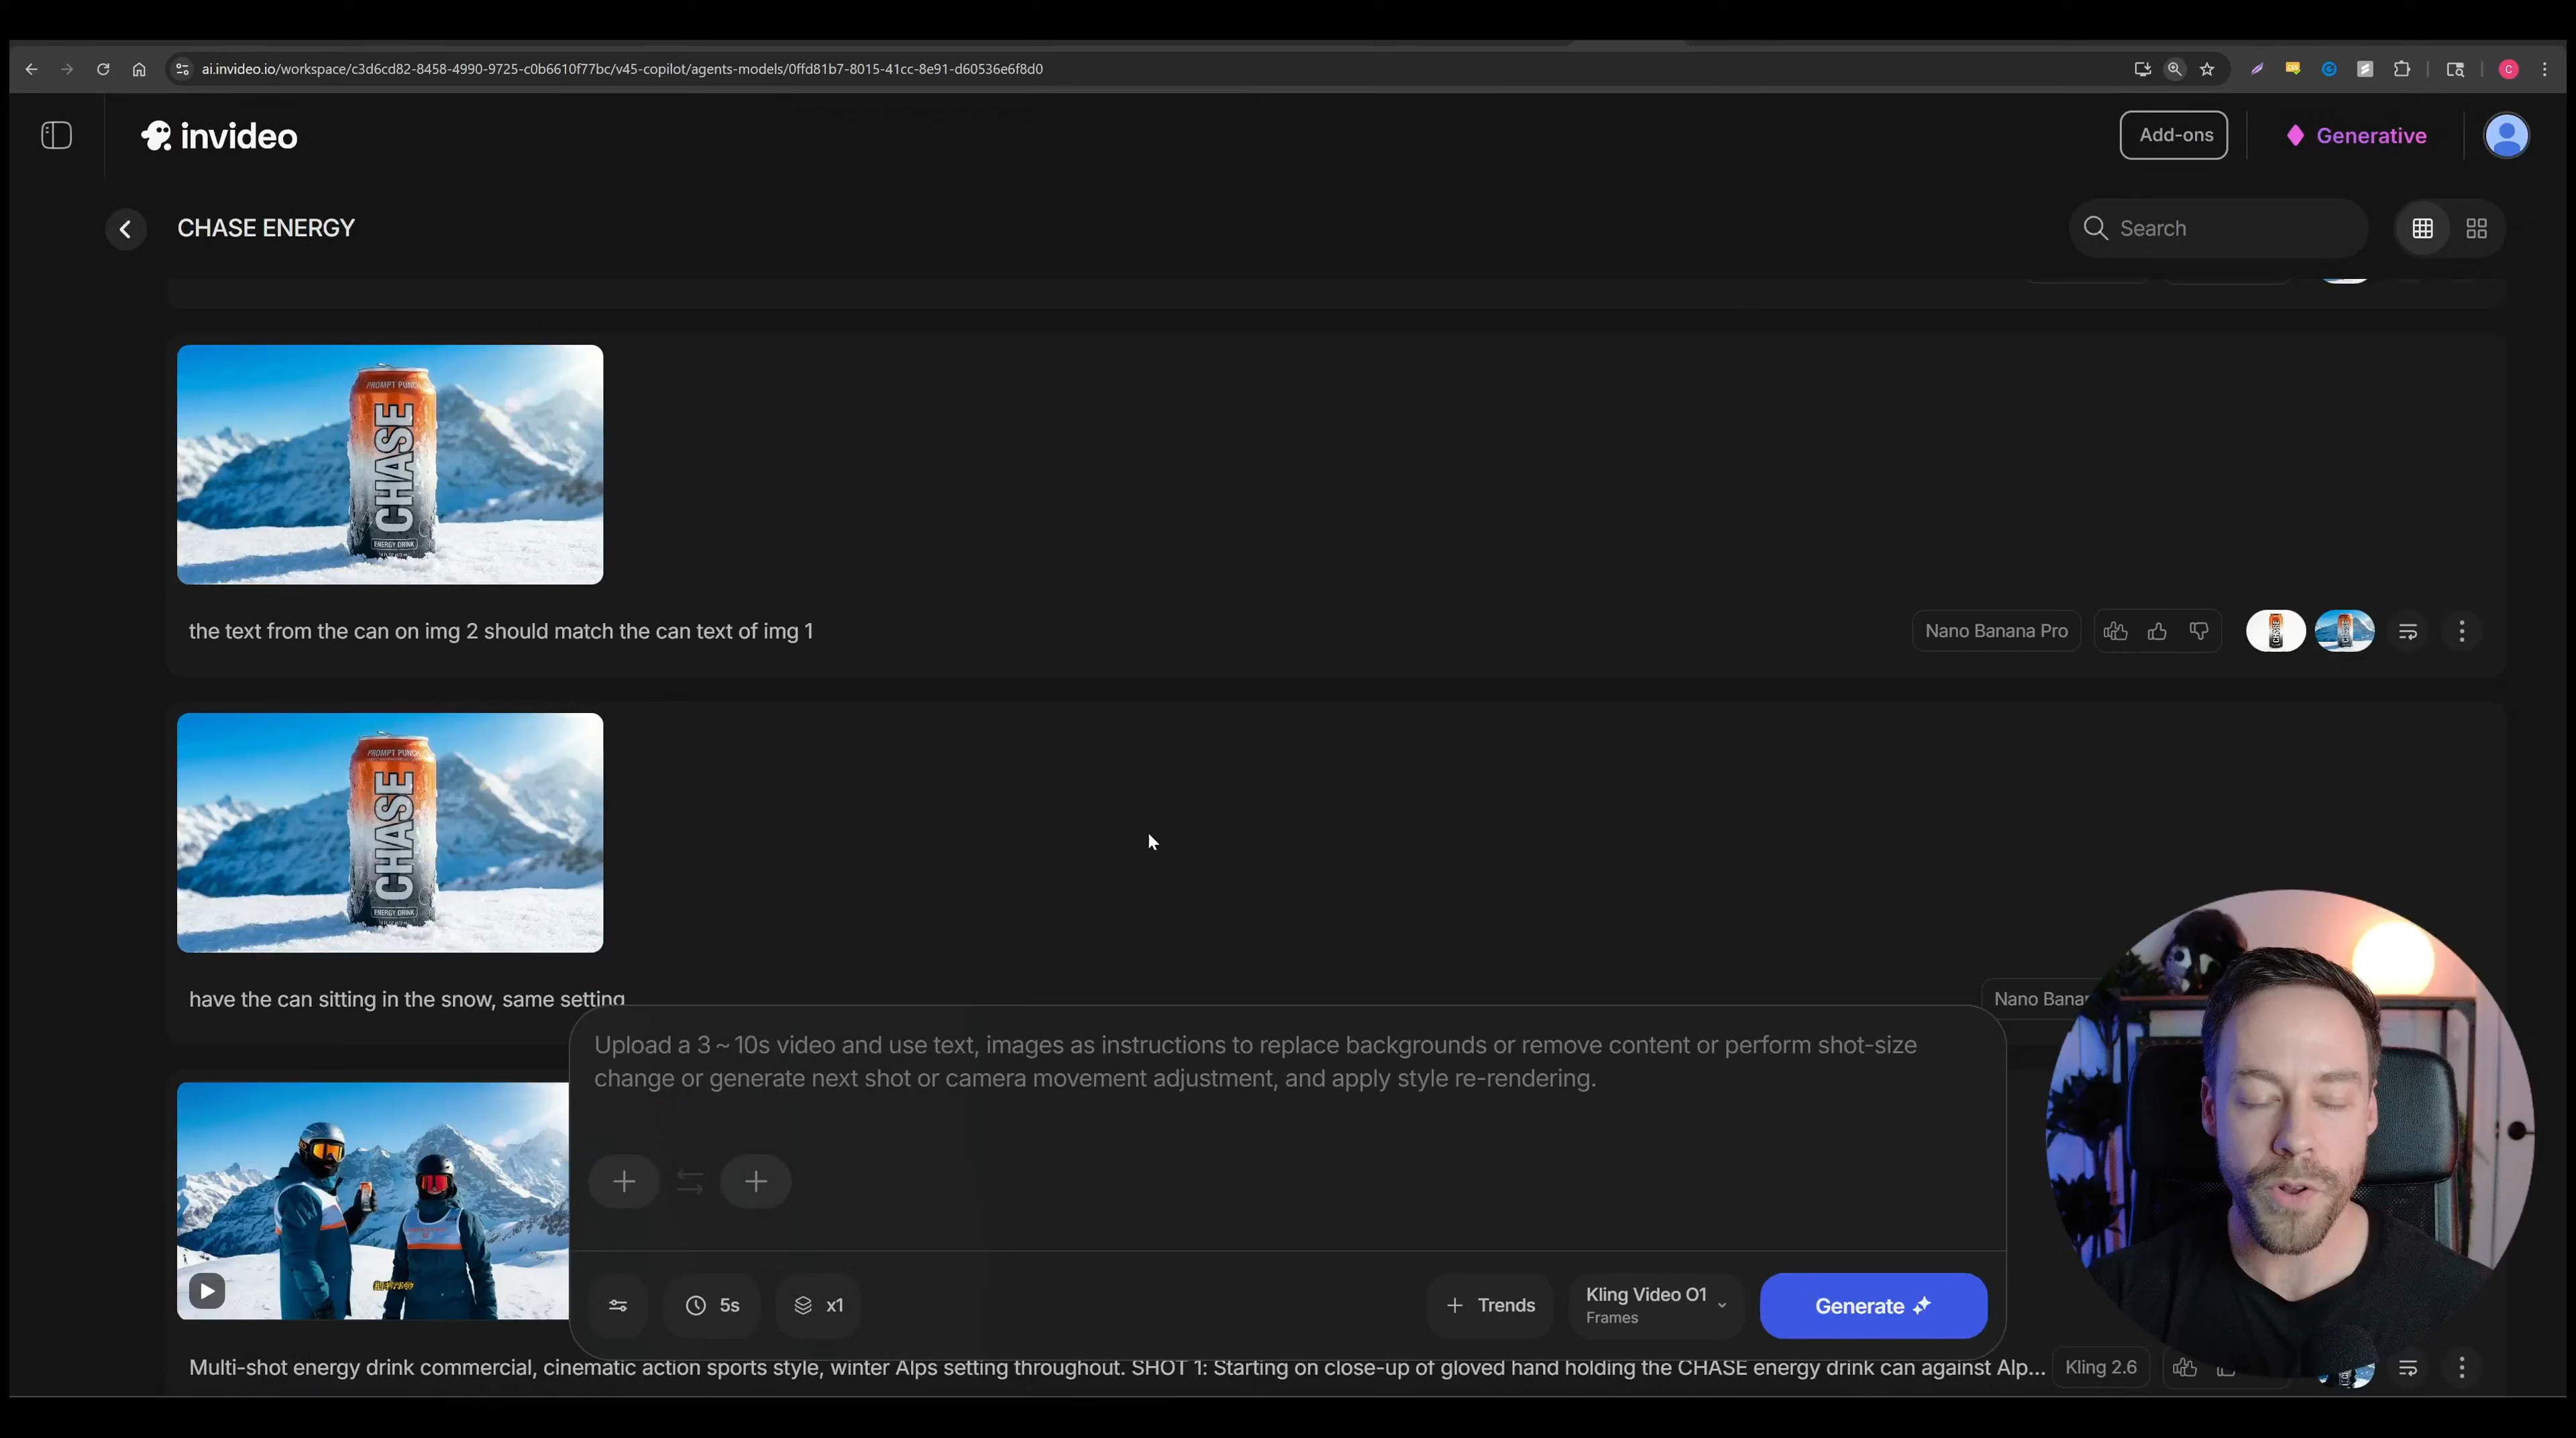 ai.invideo.io/workspace/c3d6cd82-8458-4990-9725-c0b6610f77bc/v45-copilot/agents-models/0ffd81b7-8015-41cc-8e91-d60536e6f8d0
C
invideo
Add-ons
Generative
CHASE ENERGY
Search
PROMPT PUNCH
CHASE
ENERGY DRINK
the text from the can on img 2 should match the can text of img 1
Nano Banana Pro
CHASE
PROMPT PUNCH
CHASE
ENERGY DRINK
have the can sitting in the snow, same setting
Nano Bana
Upload a 3 ~ 10s video and use text, images as instructions to replace backgrounds or remove content or perform shot-size
change or generate next shot or camera movement adjustment, and apply style re-rendering.
5s
x1
Trends
Kling Video O1
Frames
Generate
Multi-shot energy drink commercial, cinematic action sports style, winter Alps setting throughout. SHOT 1: Starting on close-up of gloved hand holding the CHASE energy drink can against Alp...
Kling 2.6